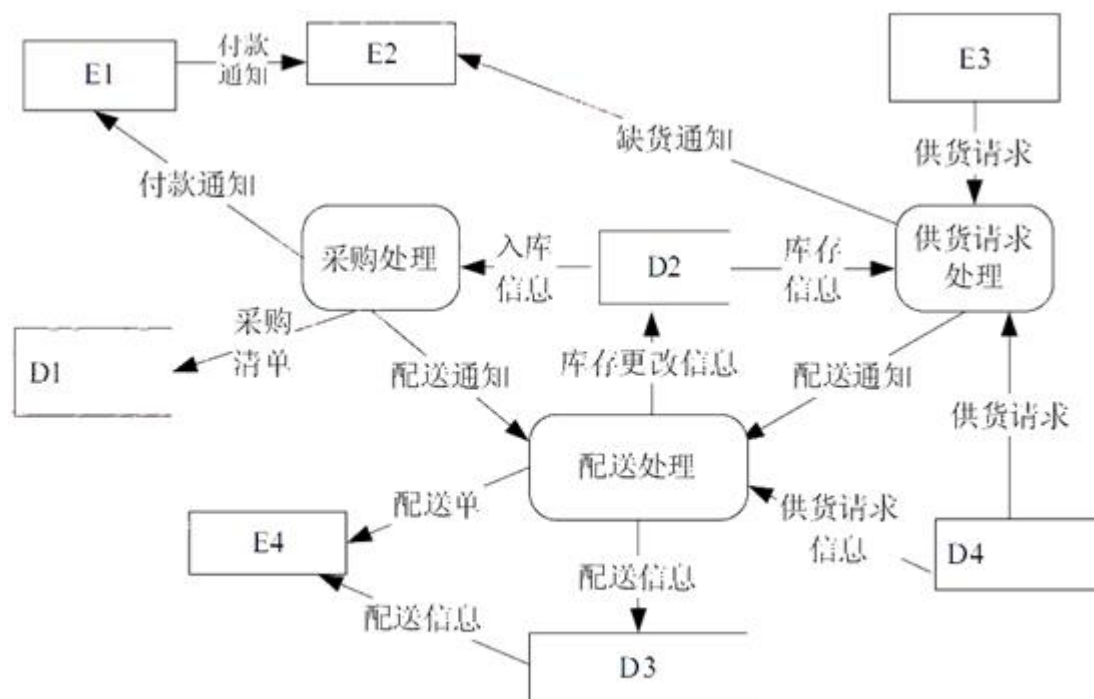 E1
付款
通知
E2
E3
缺货通知
供货请求
付款通知
采购处理
入库
信息
D2
库存
信息
供货请求
处理
D1
采购
清单
配送通知
库存更改信息
配送通知
供货请求
配送处理
配送单
供货请求
信息
E4
D4
配送信息
配送信息
D3